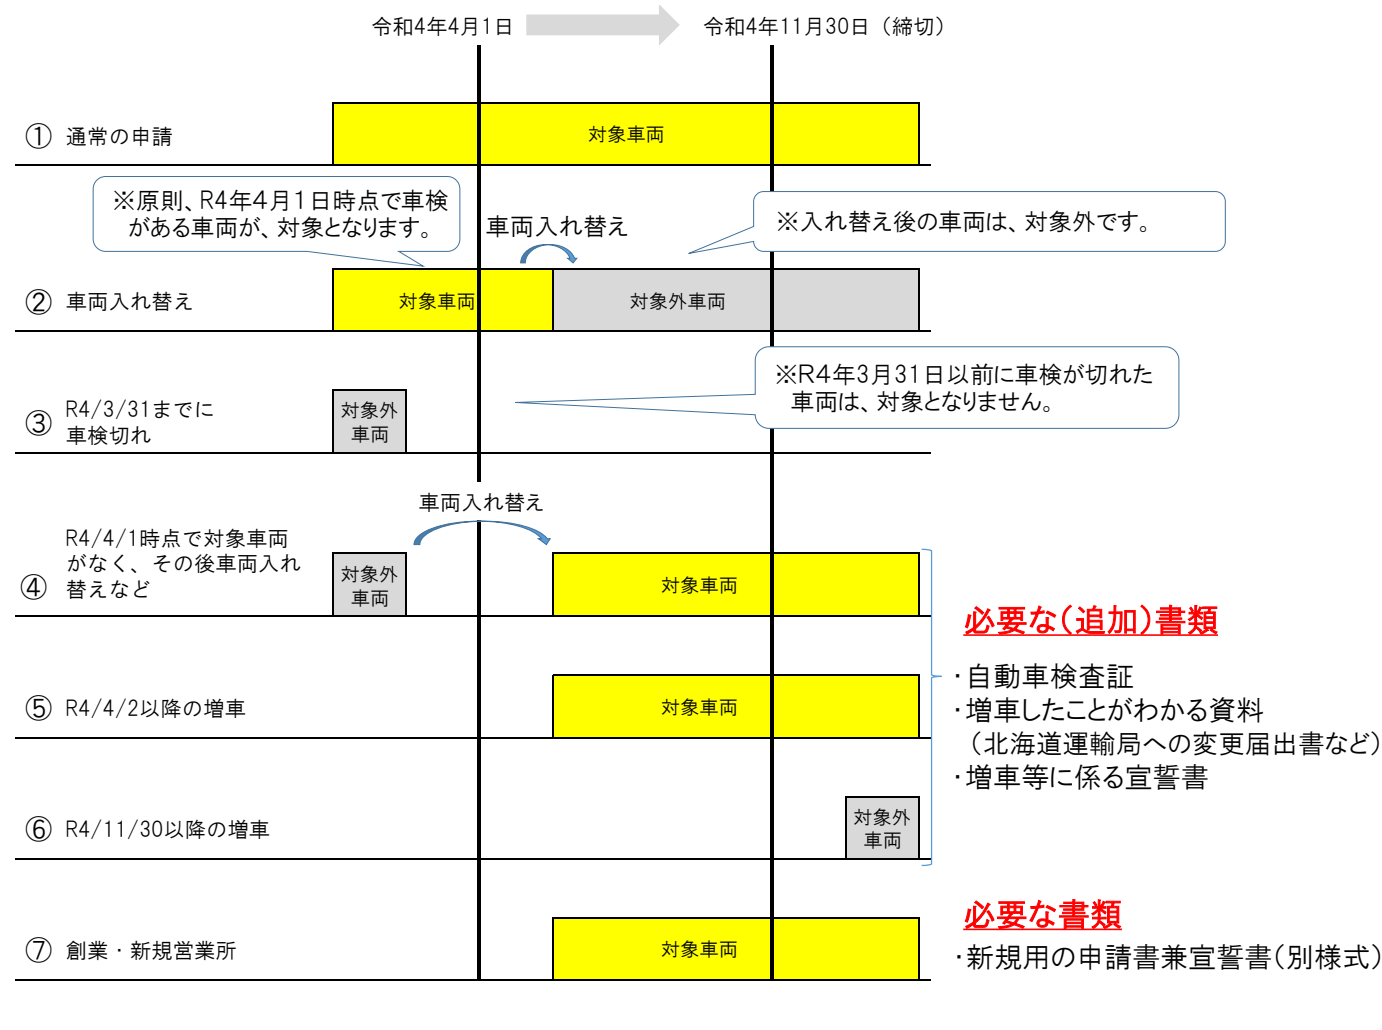 令和4年4月1日
令和4年11月30日（締切）
① 通常の申請
対象車両
※原則、R4年4月1日時点で車検
がある車両が、対象となります。
車両入れ替え
※入れ替え後の車両は、対象外です。
② 車両入れ替え
対象車両
対象外車両
※R4年3月31日以前に車検が切れた
車両は、対象となりません。
③ R4/3/31までに
車検切れ
対象外
車両
車両入れ替え
④ R4/4/1時点で対象車両
がなく、その後車両入れ
替えなど
対象外
車両
対象車両
必要な（追加）書類
・自動車検査証
・増車したことがわかる資料
（北海道運輸局への変更届出書など）
・増車等に係る宣誓書
⑤ R4/4/2以降の増車
対象車両
⑥ R4/11/30以降の増車
対象外
車両
必要な書類
・新規用の申請書兼宣誓書（別様式）
⑦ 創業・新規営業所
対象車両